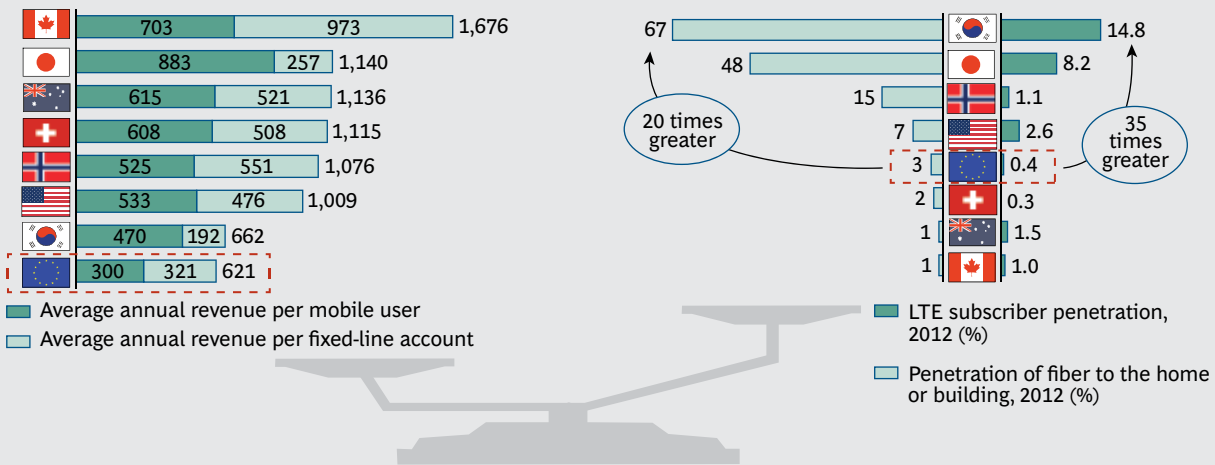 703 973 1,676
883 257 1,140
615 521 1,136
608 508 1,115
525 551 1,076
533 476 1,009
470 192 662
300 321 621
Average annual revenue per mobile user
Average annual revenue per fixed-line account
67 14.8
48 8.2
15 1.1
7 2.6
3 0.4
2 0.3
1 1.5
1 1.0
20 times
greater
35
times
greater
LTE subscriber penetration,
2012 (%)
Penetration of fiber to the home
or building, 2012 (%)